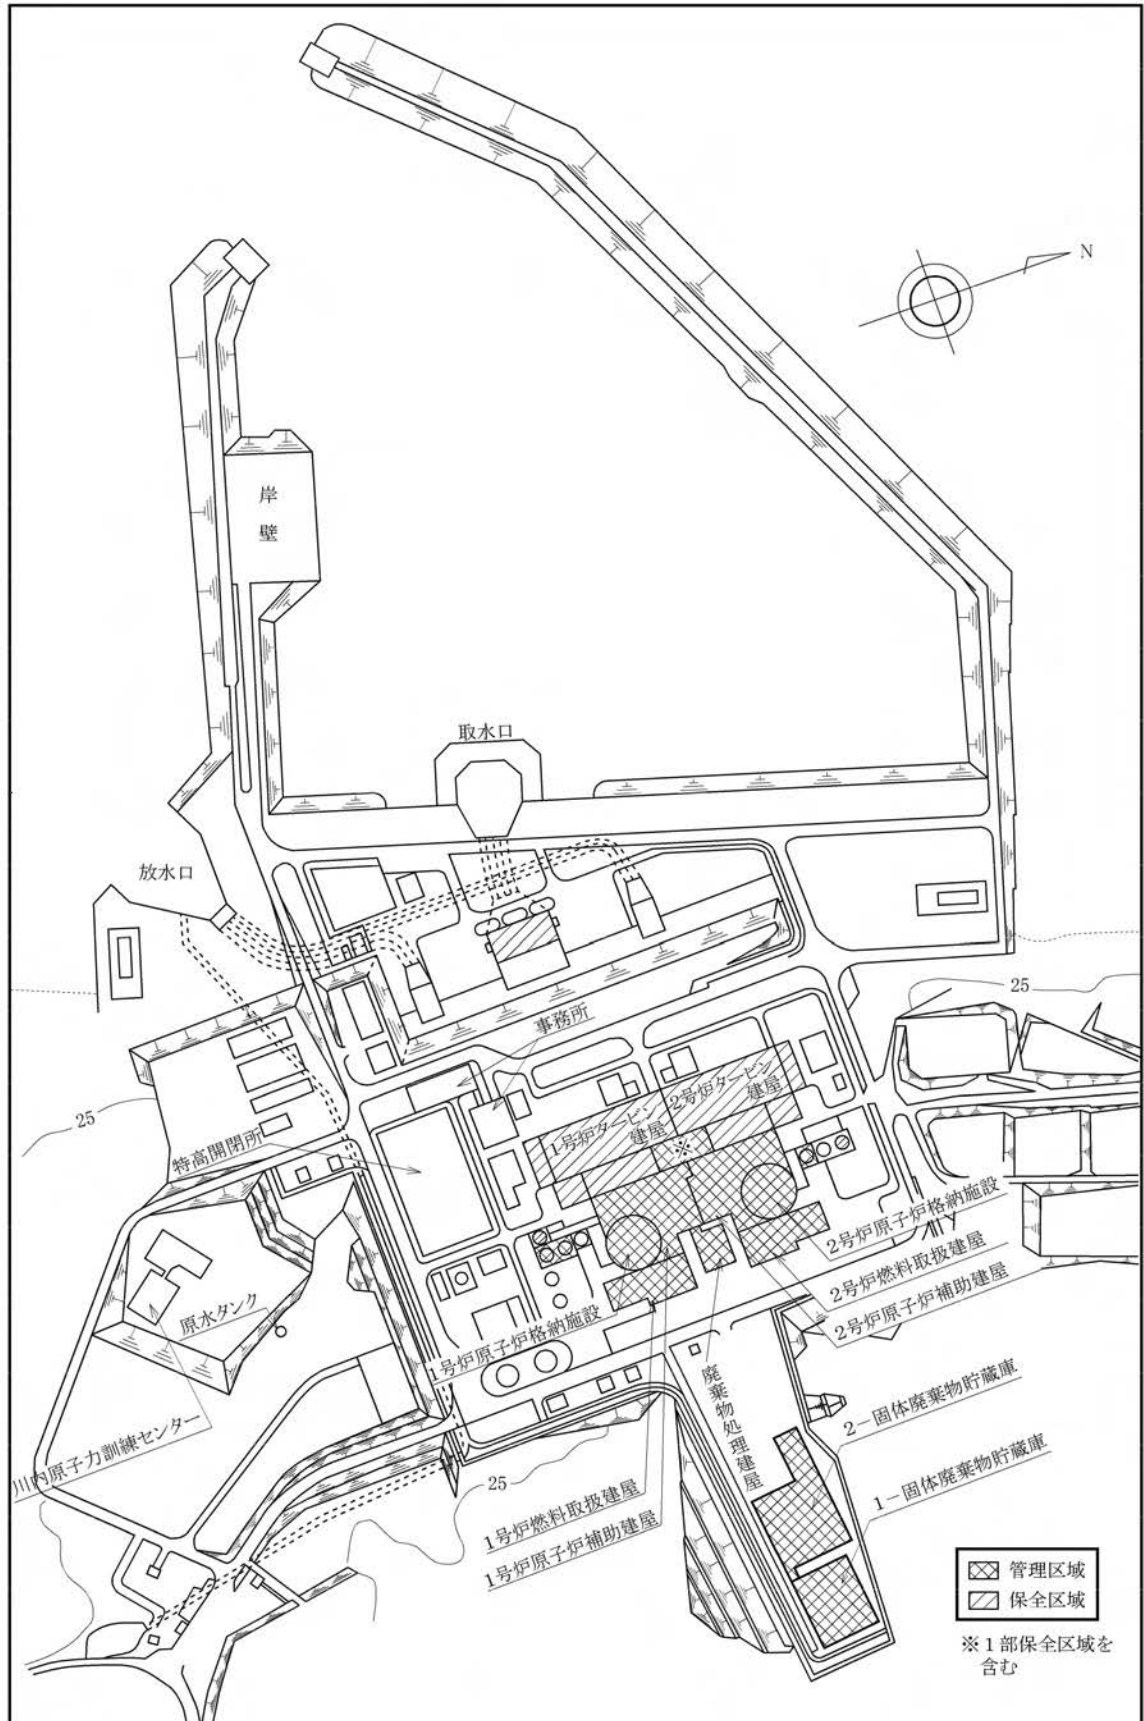 N
岸壁
取水口
放水口
25
事務所
25
2号炉タービン建屋
1号炉タービン建屋
※
特高開閉所
2号炉原子炉格納施設
2号炉燃料取扱建屋
2号炉原子炉補助建屋
原水タンク
1号炉原子炉格納施設
廃棄物処理建屋
2－固体廃棄物貯蔵庫
川内原子力訓練センター
1－固体廃棄物貯蔵庫
25
1号炉燃料取扱建屋
1号炉原子炉補助建屋
管理区域
保全区域
※1部保全区域を
含む